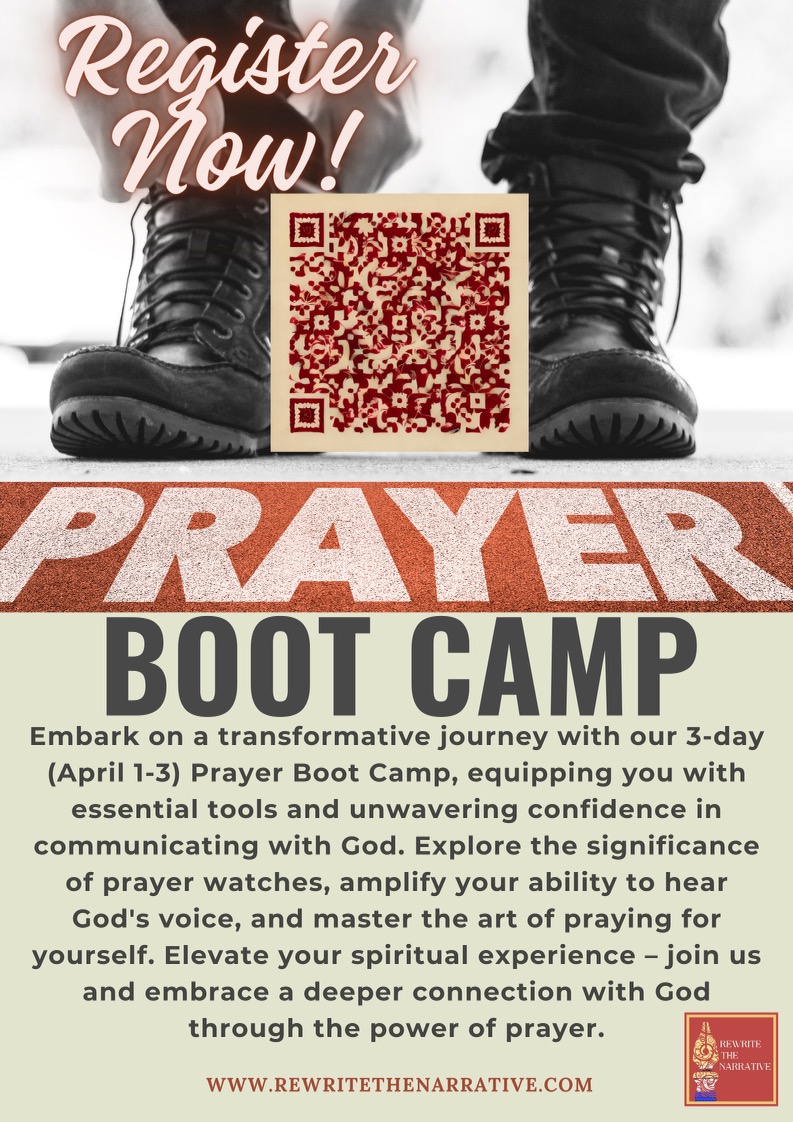 Register
Now!
PRAYER
BOOT CAMP
Embark on a transformative journey with our 3-day
(April 1-3) Prayer Boot Camp, equipping you with
essential tools and unwavering confidence in
communicating with God. Explore the significance
of prayer watches, amplify your ability to hear
God's voice, and master the art of praying for
yourself. Elevate your spiritual experience – join us
and embrace a deeper connection with God
through the power of prayer.
REWRITE
THE
NARRATIVE
WWW.REWRITETHENARRATIVE.COM